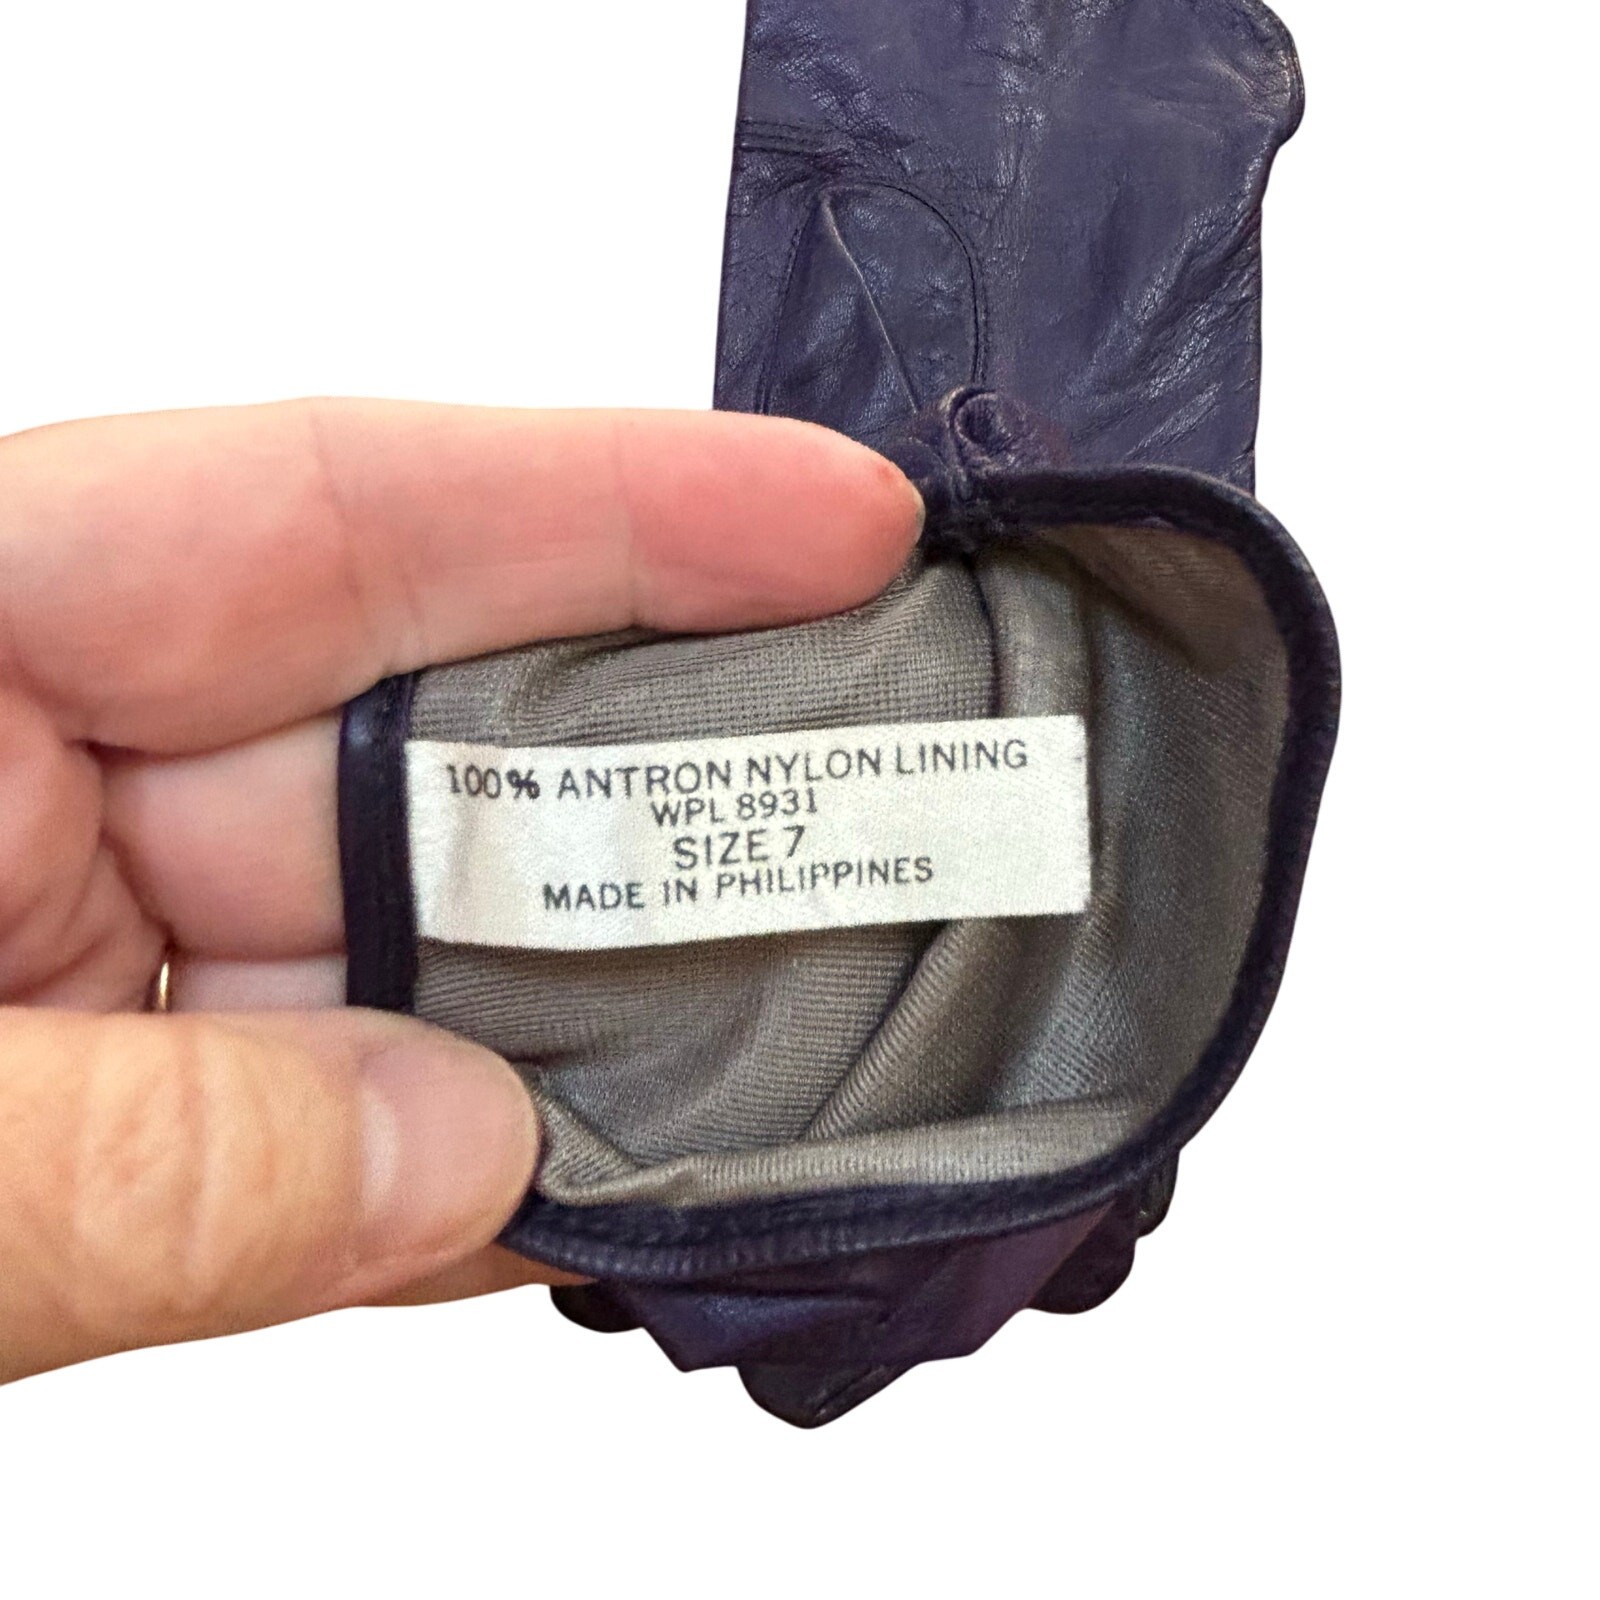 100% ANTRON NYLON LINING
WPL 8931
SIZE 7
MADE IN PHILIPPINES